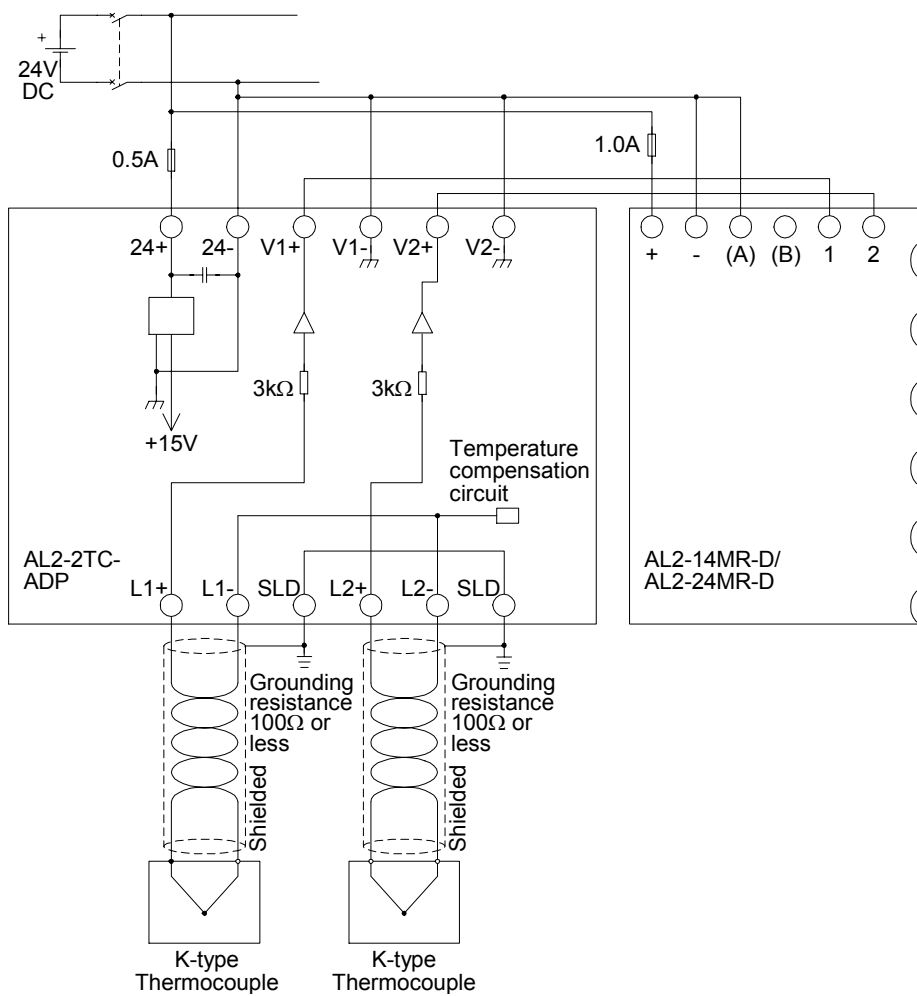 +
24V
DC
0.5A
1.0A
24+ 24- V1+ V1- V2+ V2-
+ - (A) (B) 1 2
3kΩ 3kΩ
+15V
Temperature
compensation
circuit
AL2-2TC-
ADP
AL2-14MR-D/
AL2-24MR-D
L1+ L1- SLD L2+ L2- SLD
Grounding
resistance
100Ω or
less
Shielded
Grounding
resistance
100Ω or
less
Shielded
K-type
Thermocouple
K-type
Thermocouple